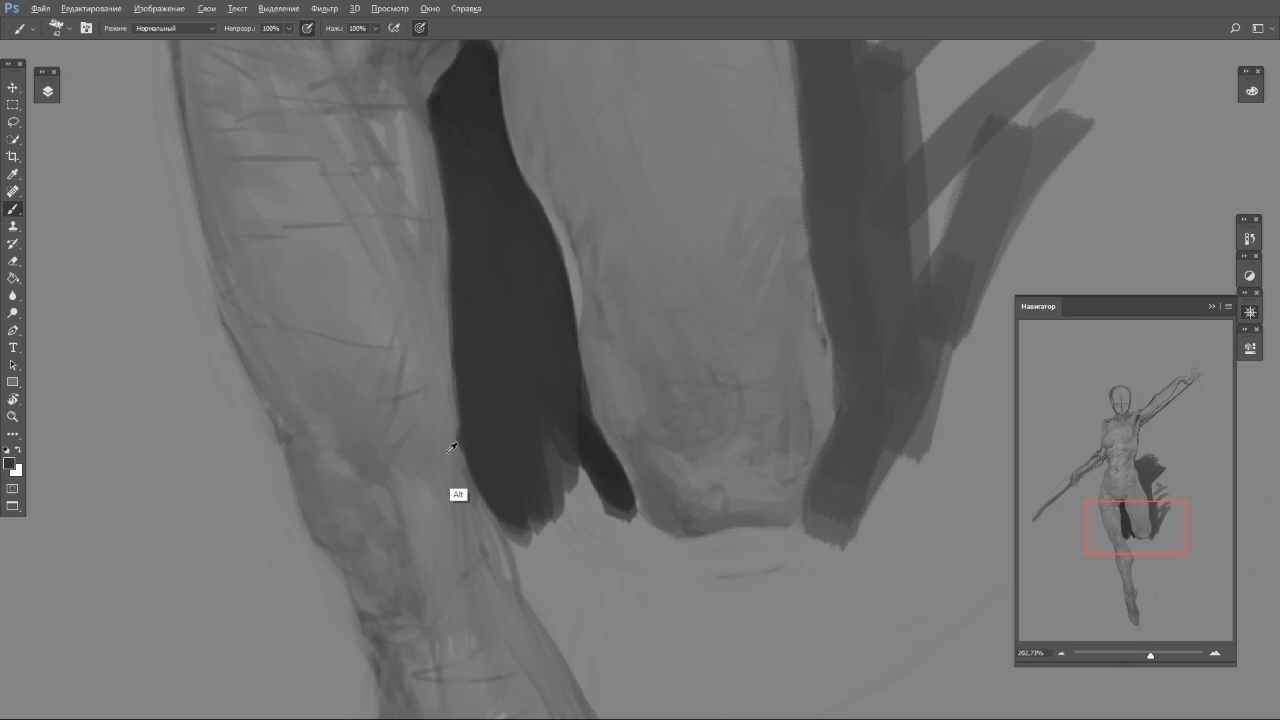 Ps Файл Редактирование Изображение Слои Текст Выделение Фильтр 3D Просмотр Окно Справка
42 Режим: Нормальный Непрозр.: 100% Наж.: 100%
Навигатор
Alt
202,73%